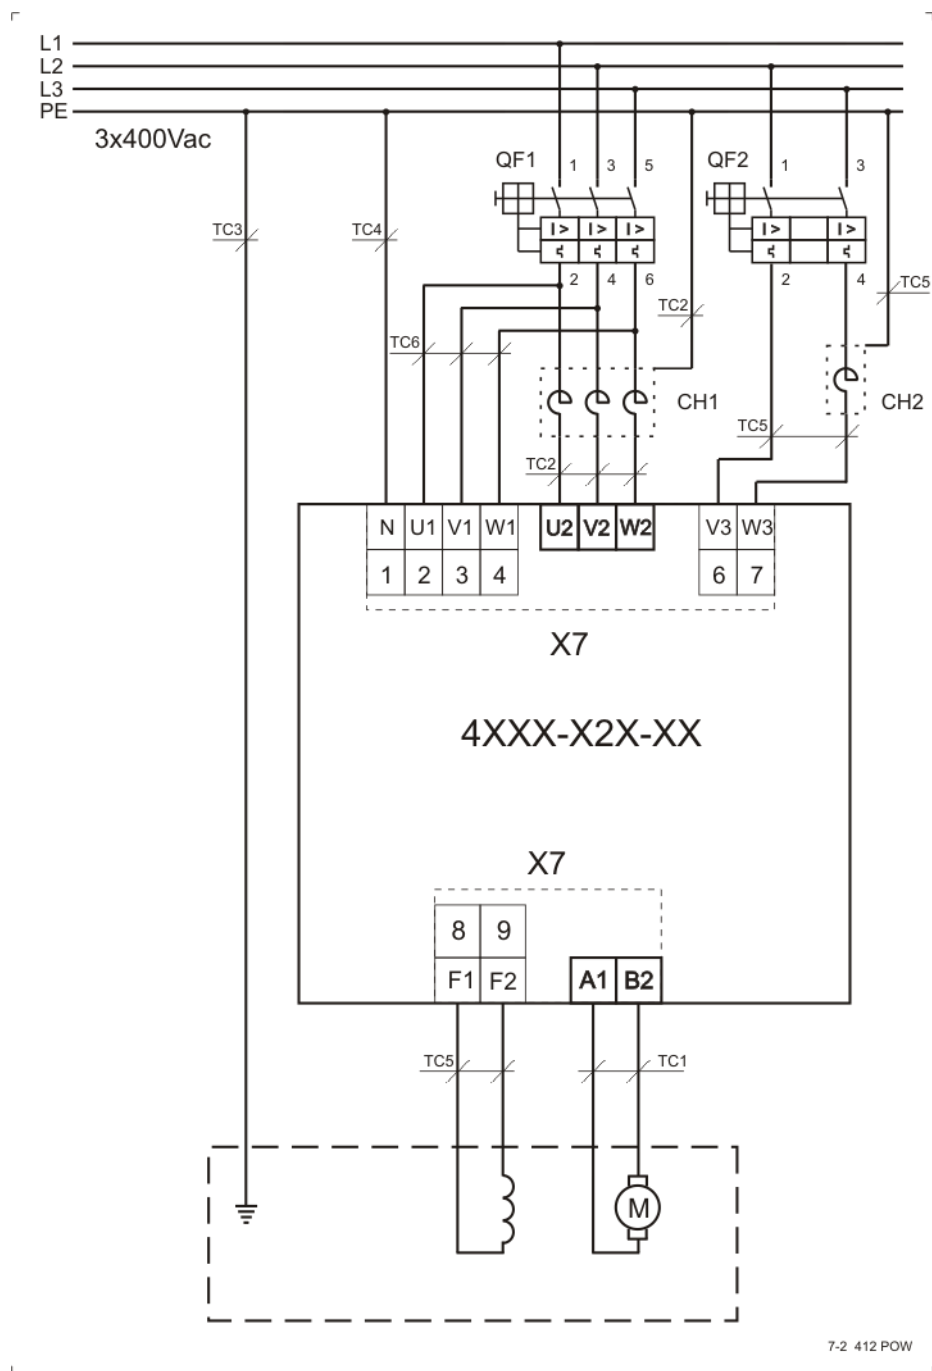 L1
L2
L3
PE
3x400Vac
QF1
1
3
5
QF2
1
3
TC3
TC4
I >
I >
I >
I >
I >
2
4
6
2
4
TC5
TC2
TC6
CH1
CH2
TC5
TC2
N U1 V1 W1 U2 V2 W2 V3 W3
1 2 3 4 6 7
X7
4XXX-X2X-XX
X7
8 9
F1 F2 A1 B2
TC5
TC1
M
7-2 412 POW